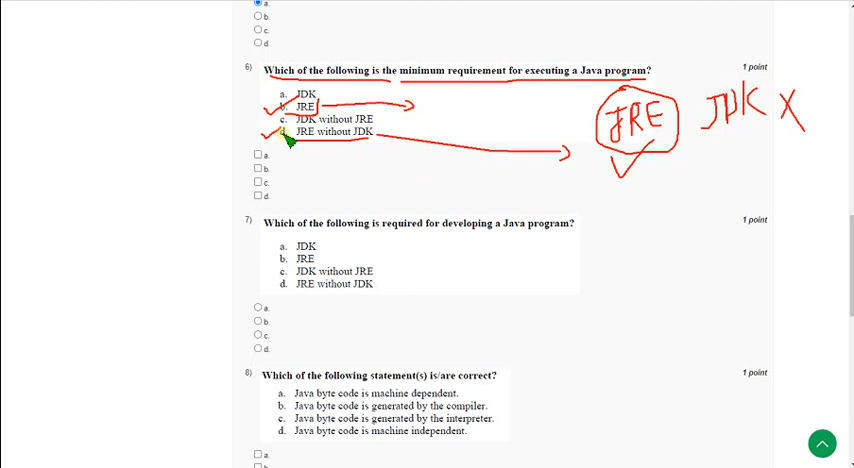 a.
b.
c.
d.
6) Which of the following is the minimum requirement for executing a Java program? 1 point
a. JDK
b. JRE
c. JDK without JRE
d. JRE without JDK
JRE JDK X
a.
b.
c.
d.
7) Which of the following is required for developing a Java program? 1 point
a. JDK
b. JRE
c. JDK without JRE
d. JRE without JDK
a.
b.
c.
d.
8) Which of the following statement(s) is/are correct? 1 point
a. Java byte code is machine dependent.
b. Java byte code is generated by the compiler.
c. Java byte code is generated by the interpreter.
d. Java byte code is machine independent.
a.